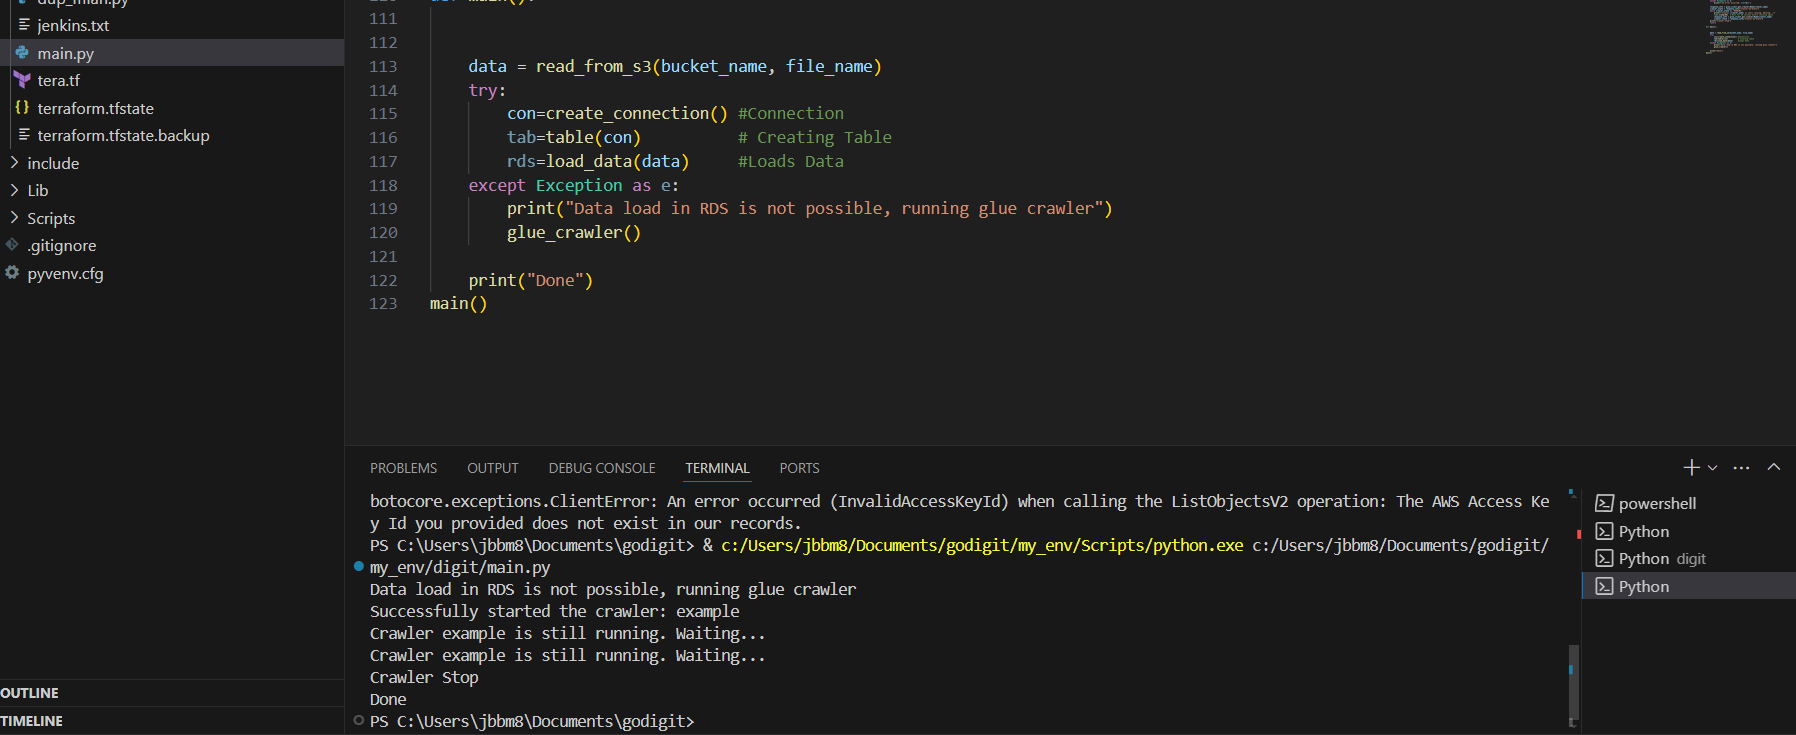 dup_mian.py
jenkins.txt
main.py
tera.tf
terraform.tfstate
terraform.tfstate.backup
include
Lib
Scripts
.gitignore
pyvenv.cfg
OUTLINE
TIMELINE
def main():
111
112
113 data = read_from_s3(bucket_name, file_name)
114 try:
115 con=create_connection() #Connection
116 tab=table(con) # Creating Table
117 rds=load_data(data) #Loads Data
118 except Exception as e:
119 print("Data load in RDS is not possible, running glue crawler")
120 glue_crawler()
121
122 print("Done")
123 main()
PROBLEMS OUTPUT DEBUG CONSOLE TERMINAL PORTS
botocore.exceptions.ClientError: An error occurred (InvalidAccessKeyId) when calling the ListObjectsV2 operation: The AWS Access Ke
y Id you provided does not exist in our records.
PS C:\Users\jbbm8\Documents\godigit> & c:/Users/jbbm8/Documents/godigit/my_env/Scripts/python.exe c:/Users/jbbm8/Documents/godigit/
my_env/digit/main.py
Data load in RDS is not possible, running glue crawler
Successfully started the crawler: example
Crawler example is still running. Waiting...
Crawler example is still running. Waiting...
Crawler Stop
Done
PS C:\Users\jbbm8\Documents\godigit>
powershell
Python
Python digit
Python